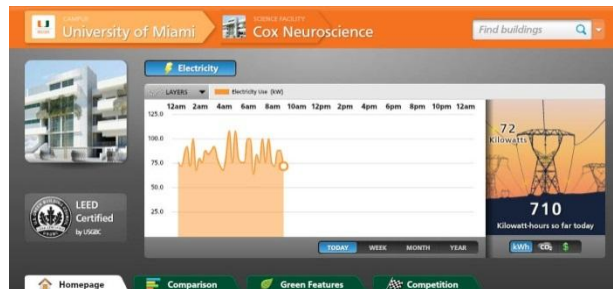 CAMPUS
University of Miami
SCIENCE FACILITY
Cox Neuroscience
Find buildings
Electricity
LAYERS
Electricity Use (kW)
12am 2am 4am 6am 8am 10am 12pm 2pm 4pm 6pm 8pm 10pm 12am
125.0
100.0
75.0
50.0
25.0
72
Kilowatts
710
Kilowatt-hours so far today
LEED
Certified
by USGBC
TODAY WEEK MONTH YEAR
kWh CO₂ $
Homepage Comparison Green Features Competition